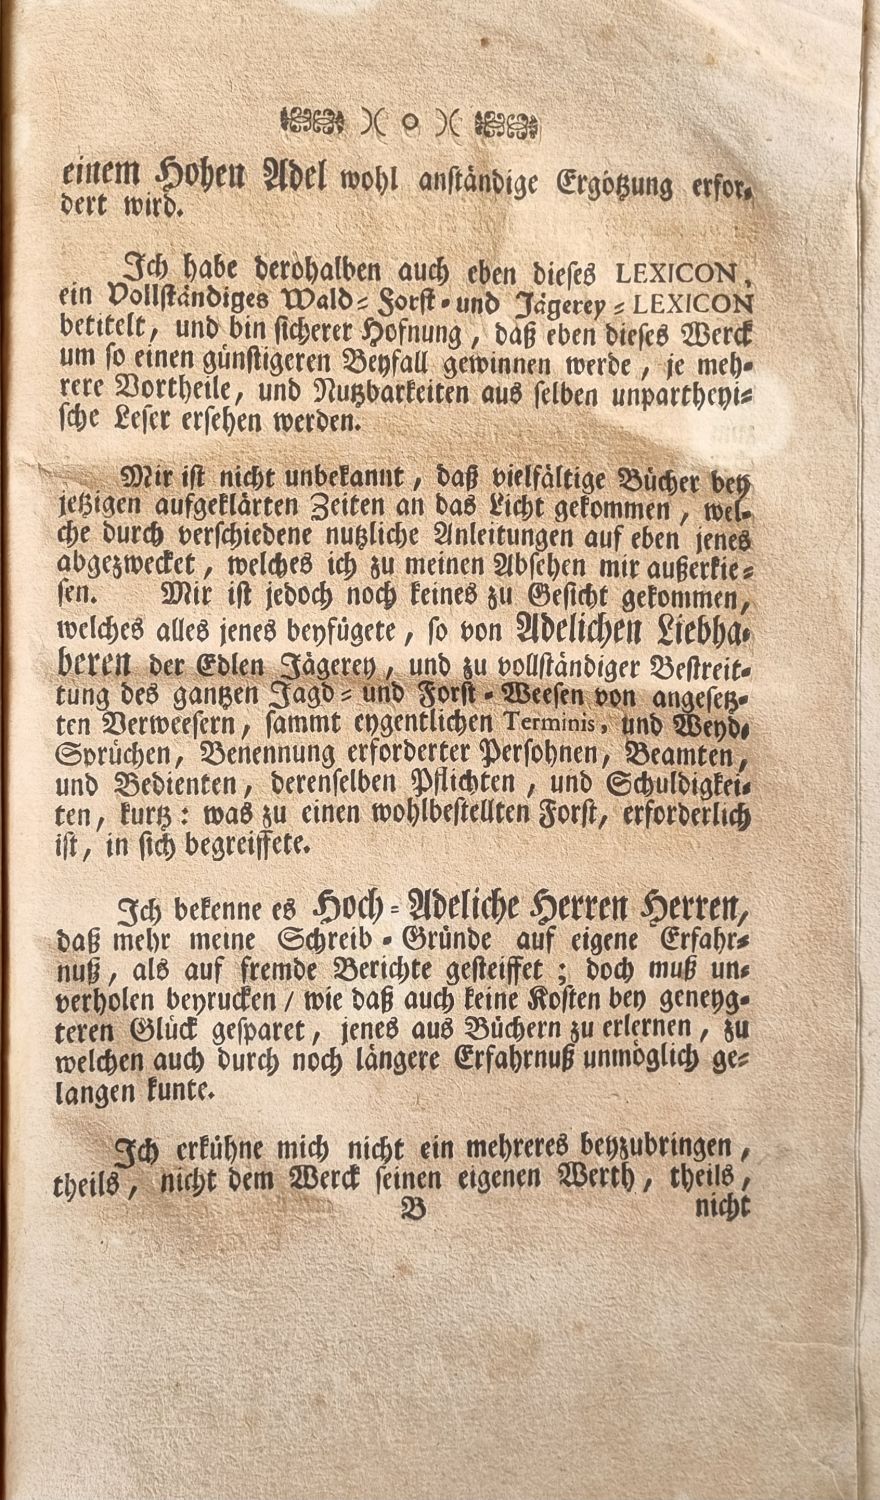 einem Hohen Adel wohl anständige Ergötzung erfor-
dert wird.
Ich habe derohalben auch eben dieses LEXICON,
ein Vollständiges Wald- Forst- und Jägerey-LEXICON
betitelt, und bin sicherer Hofnung, daß eben dieses Werck
um so einen günstigeren Beyfall gewinnen werde, je meh-
rere Vortheile, und Nutzbarkeiten aus selben unpartheyi-
sche Leser ersehen werden.
Mir ist nicht unbekannt, daß vielfältige Bücher bey
jetzigen aufgeklärten Zeiten an das Licht gekommen, wel-
che durch verschiedene nutzliche Anleitungen auf eben jenes
abgezwecket, welches ich zu meinen Absehen mir außerkie-
sen. Mir ist jedoch noch keines zu Gesicht gekommen,
welches alles jenes beyfügete, so von Adelichen Liebha-
beren der Edlen Jägerey, und zu vollständiger Bestreit-
tung des gantzen Jagd- und Forst-Weesen von angesetz-
ten Verweesern, sammt eygentlichen Terminis, und Weyd-
Sprüchen, Benennung erforderter Persohnen, Beamten,
und Bedienten, derenselben Pflichten, und Schuldigkei-
ten, kurtz: was zu einen wohlbestellten Forst, erforderlich
ist, in sich begreiffete.
Ich bekenne es Hoch-Adeliche Herren Herren,
daß mehr meine Schreib-Gründe auf eigene Erfahr-
nuß, als auf fremde Berichte gesteiffet; doch muß un-
verholen beyrucken / wie daß auch keine Kosten bey geneyg-
teren Glück gesparet, jenes aus Büchern zu erlernen, zu
welchen auch durch noch längere Erfahrnuß unmöglich ge-
langen kunte.
Ich erkühne mich nicht ein mehreres beyzubringen,
theils, nicht dem Werck seinen eigenen Werth, theils,
B nicht